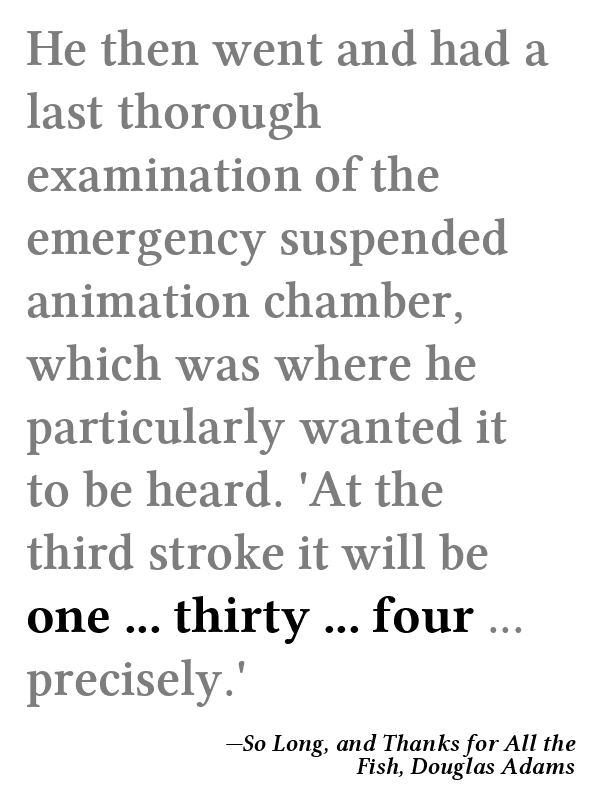 He then went and had a
last thorough
examination of the
emergency suspended
animation chamber,
which was where he
particularly wanted it
to be heard. 'At the
third stroke it will be
one ... thirty ... four ...
precisely.'
—So Long, and Thanks for All the
Fish, Douglas Adams